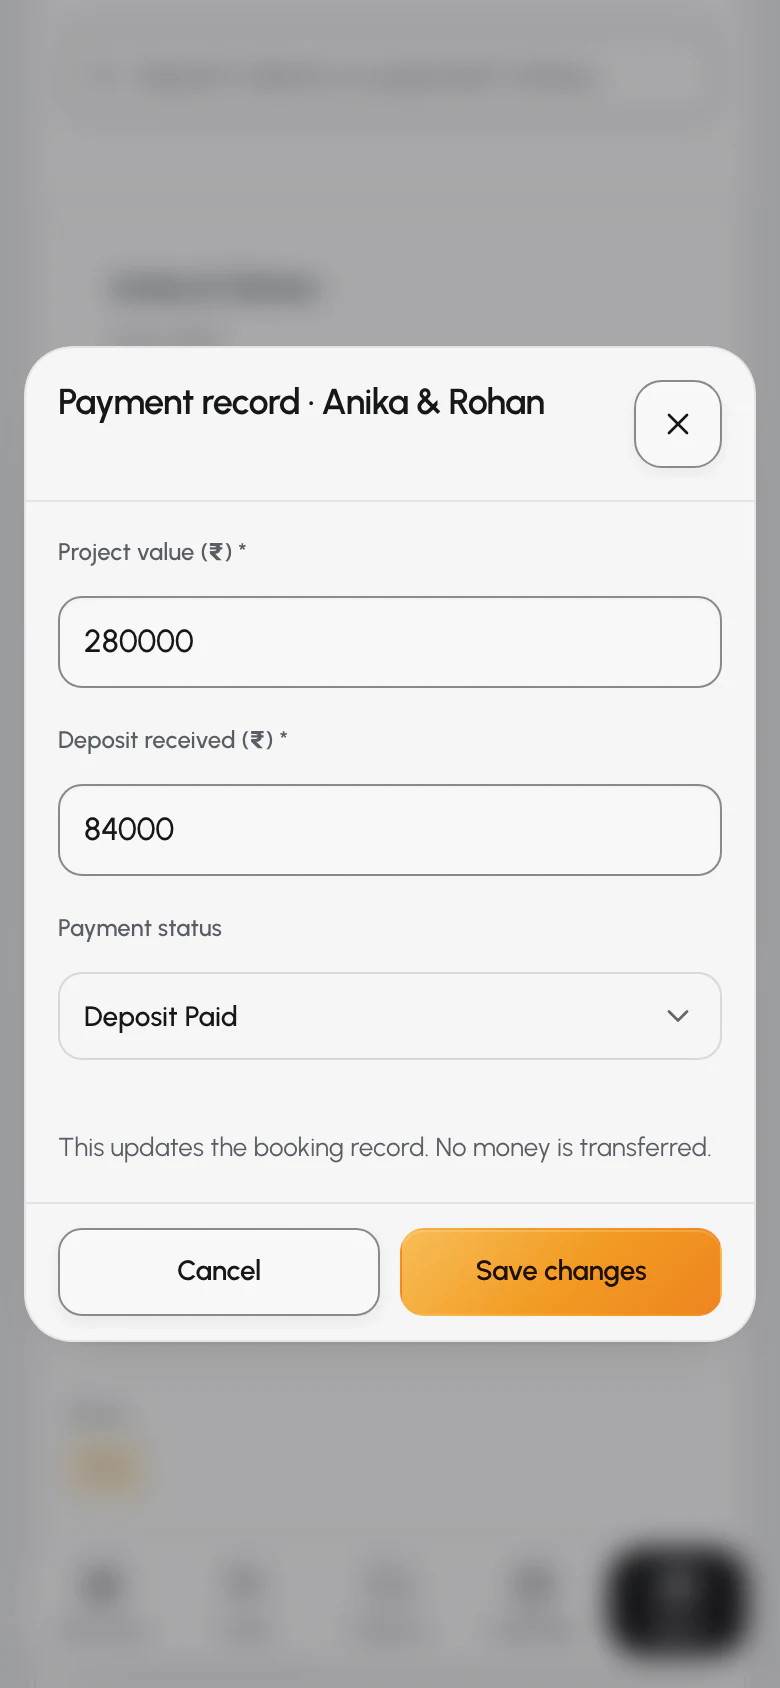 Payment record · Anika & Rohan
Project value (₹) *
280000
Deposit received (₹) *
84000
Payment status
Deposit Paid
This updates the booking record. No money is transferred.
Cancel
Save changes